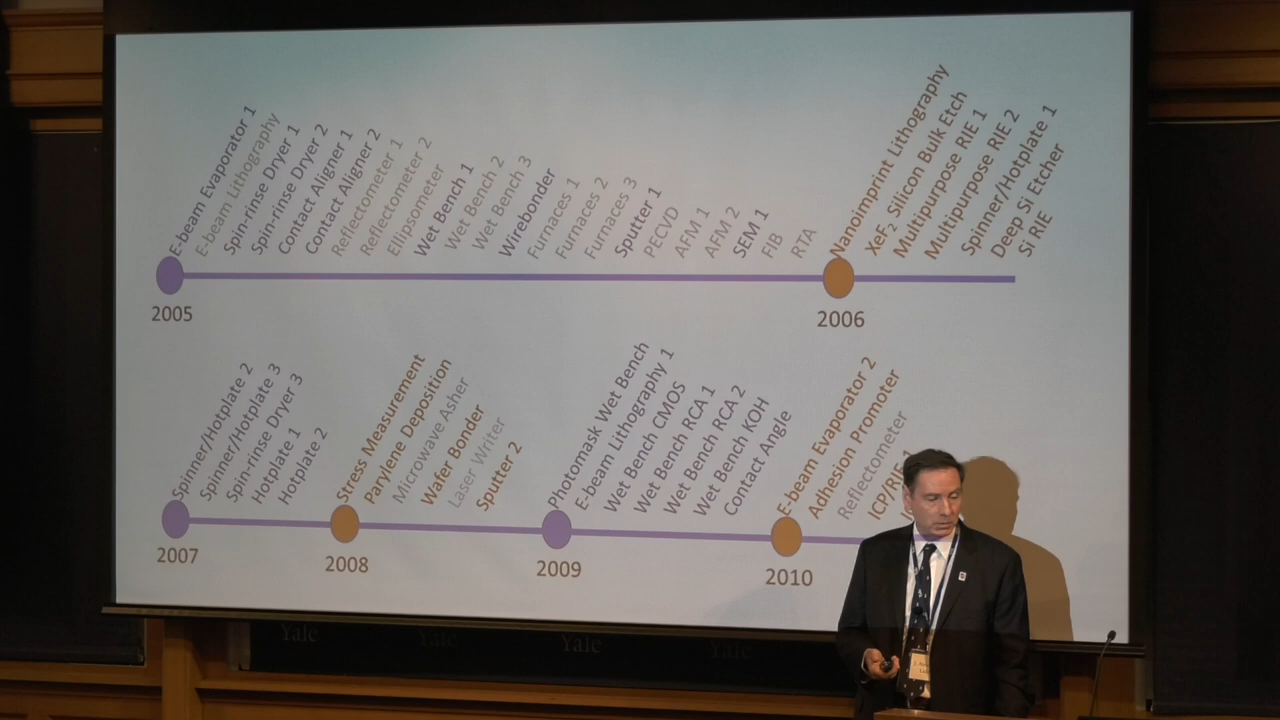 E-beam Evaporator 1
E-beam Lithography
Spin-rinse Dryer 1
Spin-rinse Dryer 2
Contact Aligner 1
Contact Aligner 2
Reflectometer 1
Reflectometer 2
Ellipsometer
Wet Bench 1
Wet Bench 2
Wet Bench 3
Wirebonder
Furnaces 1
Furnaces 2
Furnaces 3
Sputter 1
PECVD
AFM 1
AFM 2
SEM 1
FIB
RTA
Nanoimprint Lithography
XeF2 Silicon Bulk Etch
Multipurpose RIE 1
Multipurpose RIE 2
Spinner/Hotplate 1
Deep Si Etcher
Si RIE
2005
2006
Spinner/Hotplate 2
Spinner/Hotplate 3
Spin-rinse Dryer 3
Hotplate 1
Hotplate 2
Stress Measurement
Parylene Deposition
Microwave Asher
Wafer Bonder
Laser Writer
Sputter 2
Photomask Wet Bench
E-beam Lithography 1
Wet Bench CMOS
Wet Bench RCA 1
Wet Bench RCA 2
Wet Bench KOH
Contact Angle
E-beam Evaporator 2
Adhesion Promoter
Reflectometer
ICP/RIE 1
2007
2008
2009
2010
Yale Yale Yale Yale